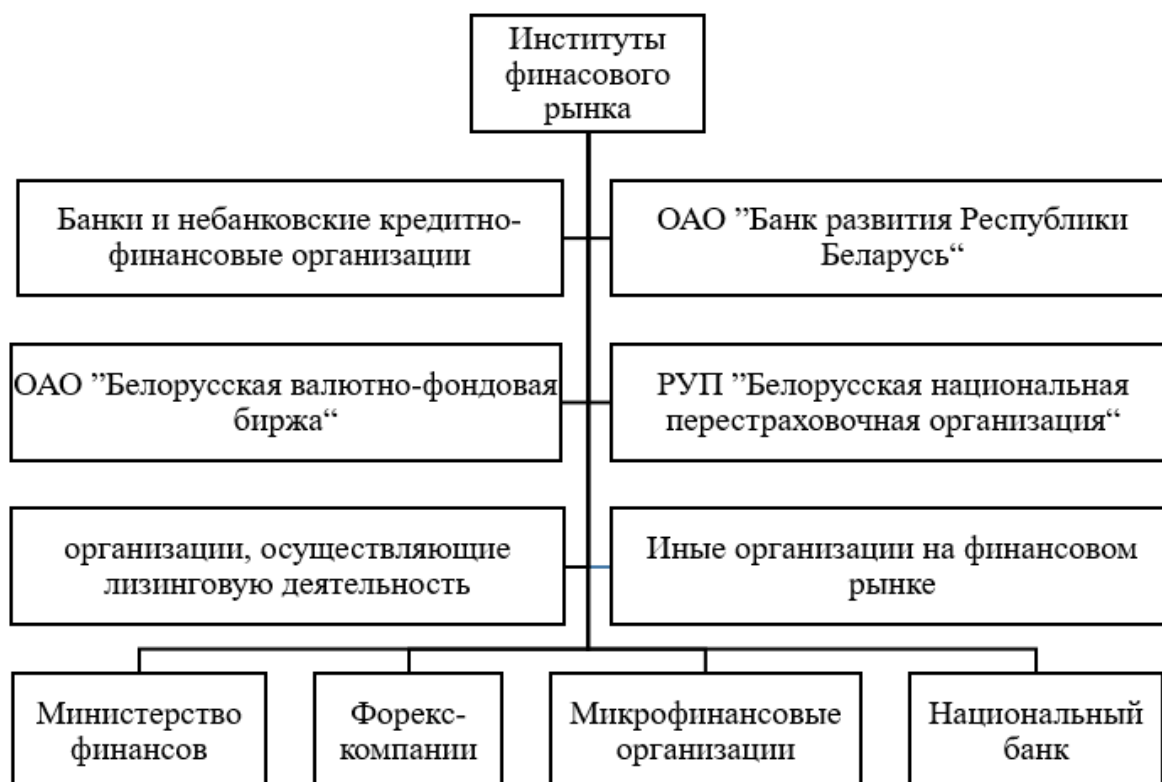 Институты
финасового
рынка
Банки и небанковские кредитно-
финансовые организации
ОАО ”Банк развития Республики
Беларусь“
ОАО ”Белорусская валютно-фондовая
биржа“
РУП ”Белорусская национальная
перестраховочная организация“
организации, осуществляющие
лизинговую деятельность
Иные организации на финансовом
рынке
Министерство
финансов
Форекс-
компании
Микрофинансовые
организации
Национальный
банк